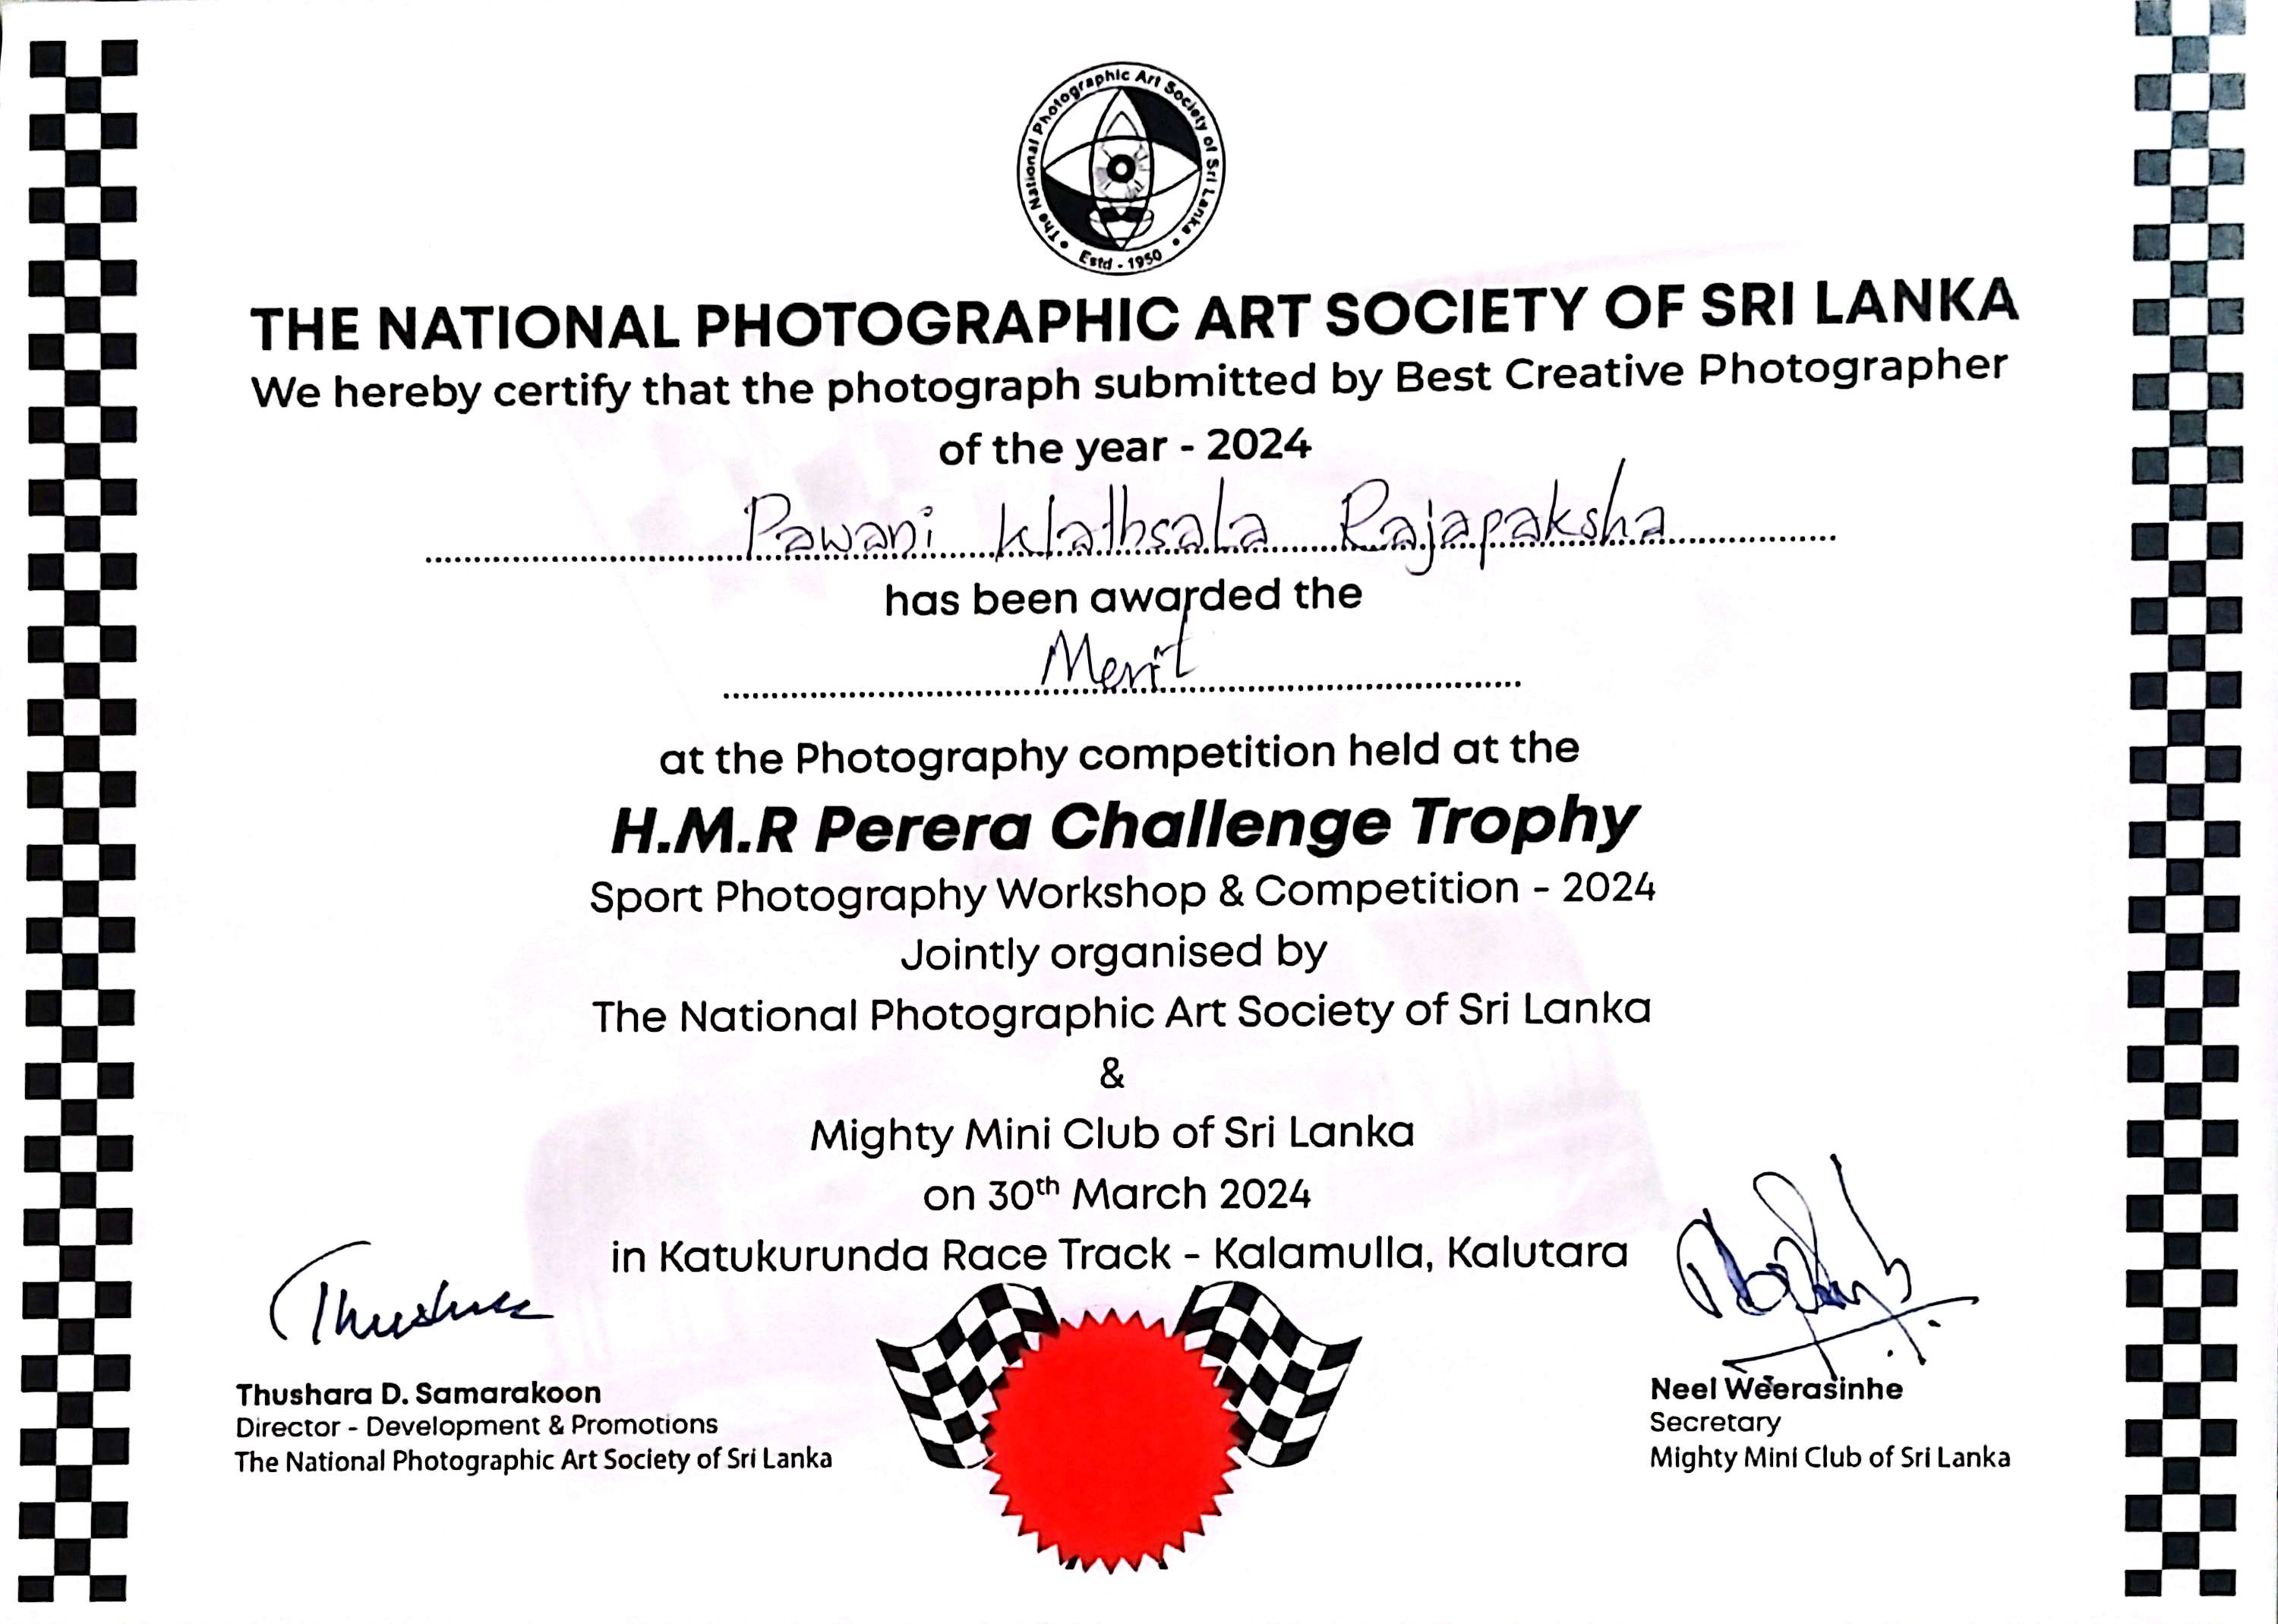 The National Photographic Art Society of Sri Lanka
Estd - 1950
THE NATIONAL PHOTOGRAPHIC ART SOCIETY OF SRI LANKA
We hereby certify that the photograph submitted by Best Creative Photographer
of the year - 2024
Pawani Klathsala Rajapaksha
has been awarded the
Merit
at the Photography competition held at the
H.M.R Perera Challenge Trophy
Sport Photography Workshop & Competition - 2024
Jointly organised by
The National Photographic Art Society of Sri Lanka
&
Mighty Mini Club of Sri Lanka
on 30th March 2024
in Katukurunda Race Track - Kalamulla, Kalutara
Thushara
Thushara D. Samarakoon
Director - Development & Promotions
The National Photographic Art Society of Sri Lanka
Neel Weerasinhe
Secretary
Mighty Mini Club of Sri Lanka